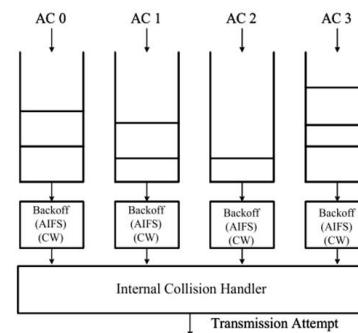 AC 0 AC 1 AC 2 AC 3
Backoff Backoff Backoff Backoff
(AIFS) (AIFS) (AIFS) (AIFS)
(CW) (CW) (CW) (CW)
Internal Collision Handler
Transmission Attempt